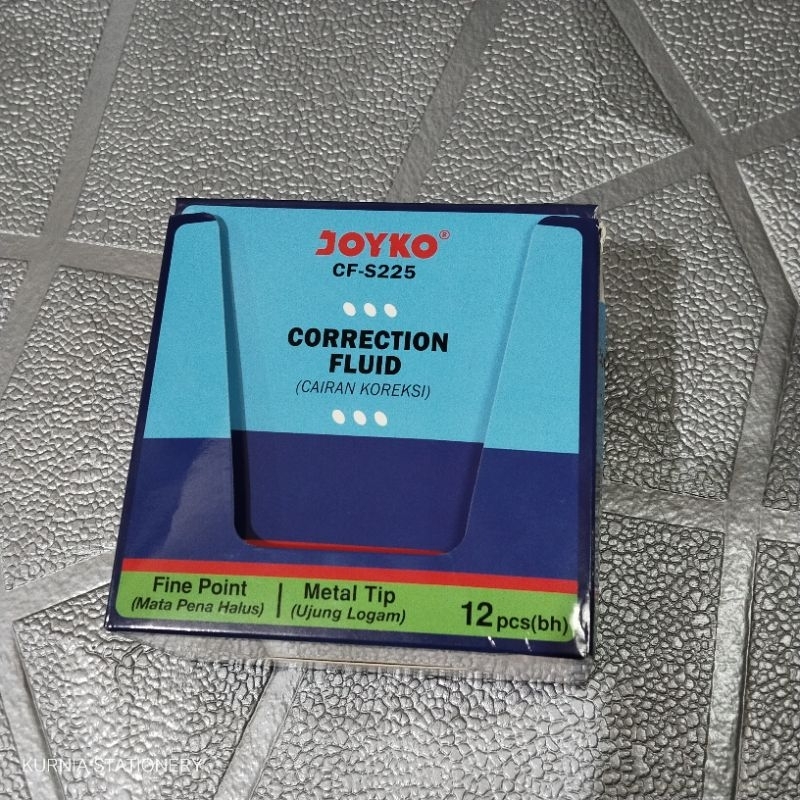 JOYKO®
CF-S225
CORRECTION
FLUID
(CAIRAN KOREKSI)
Fine Point
(Mata Pena Halus)
Metal Tip
(Ujung Logam)
12 pcs(bh)
KURNIA STATIONERY